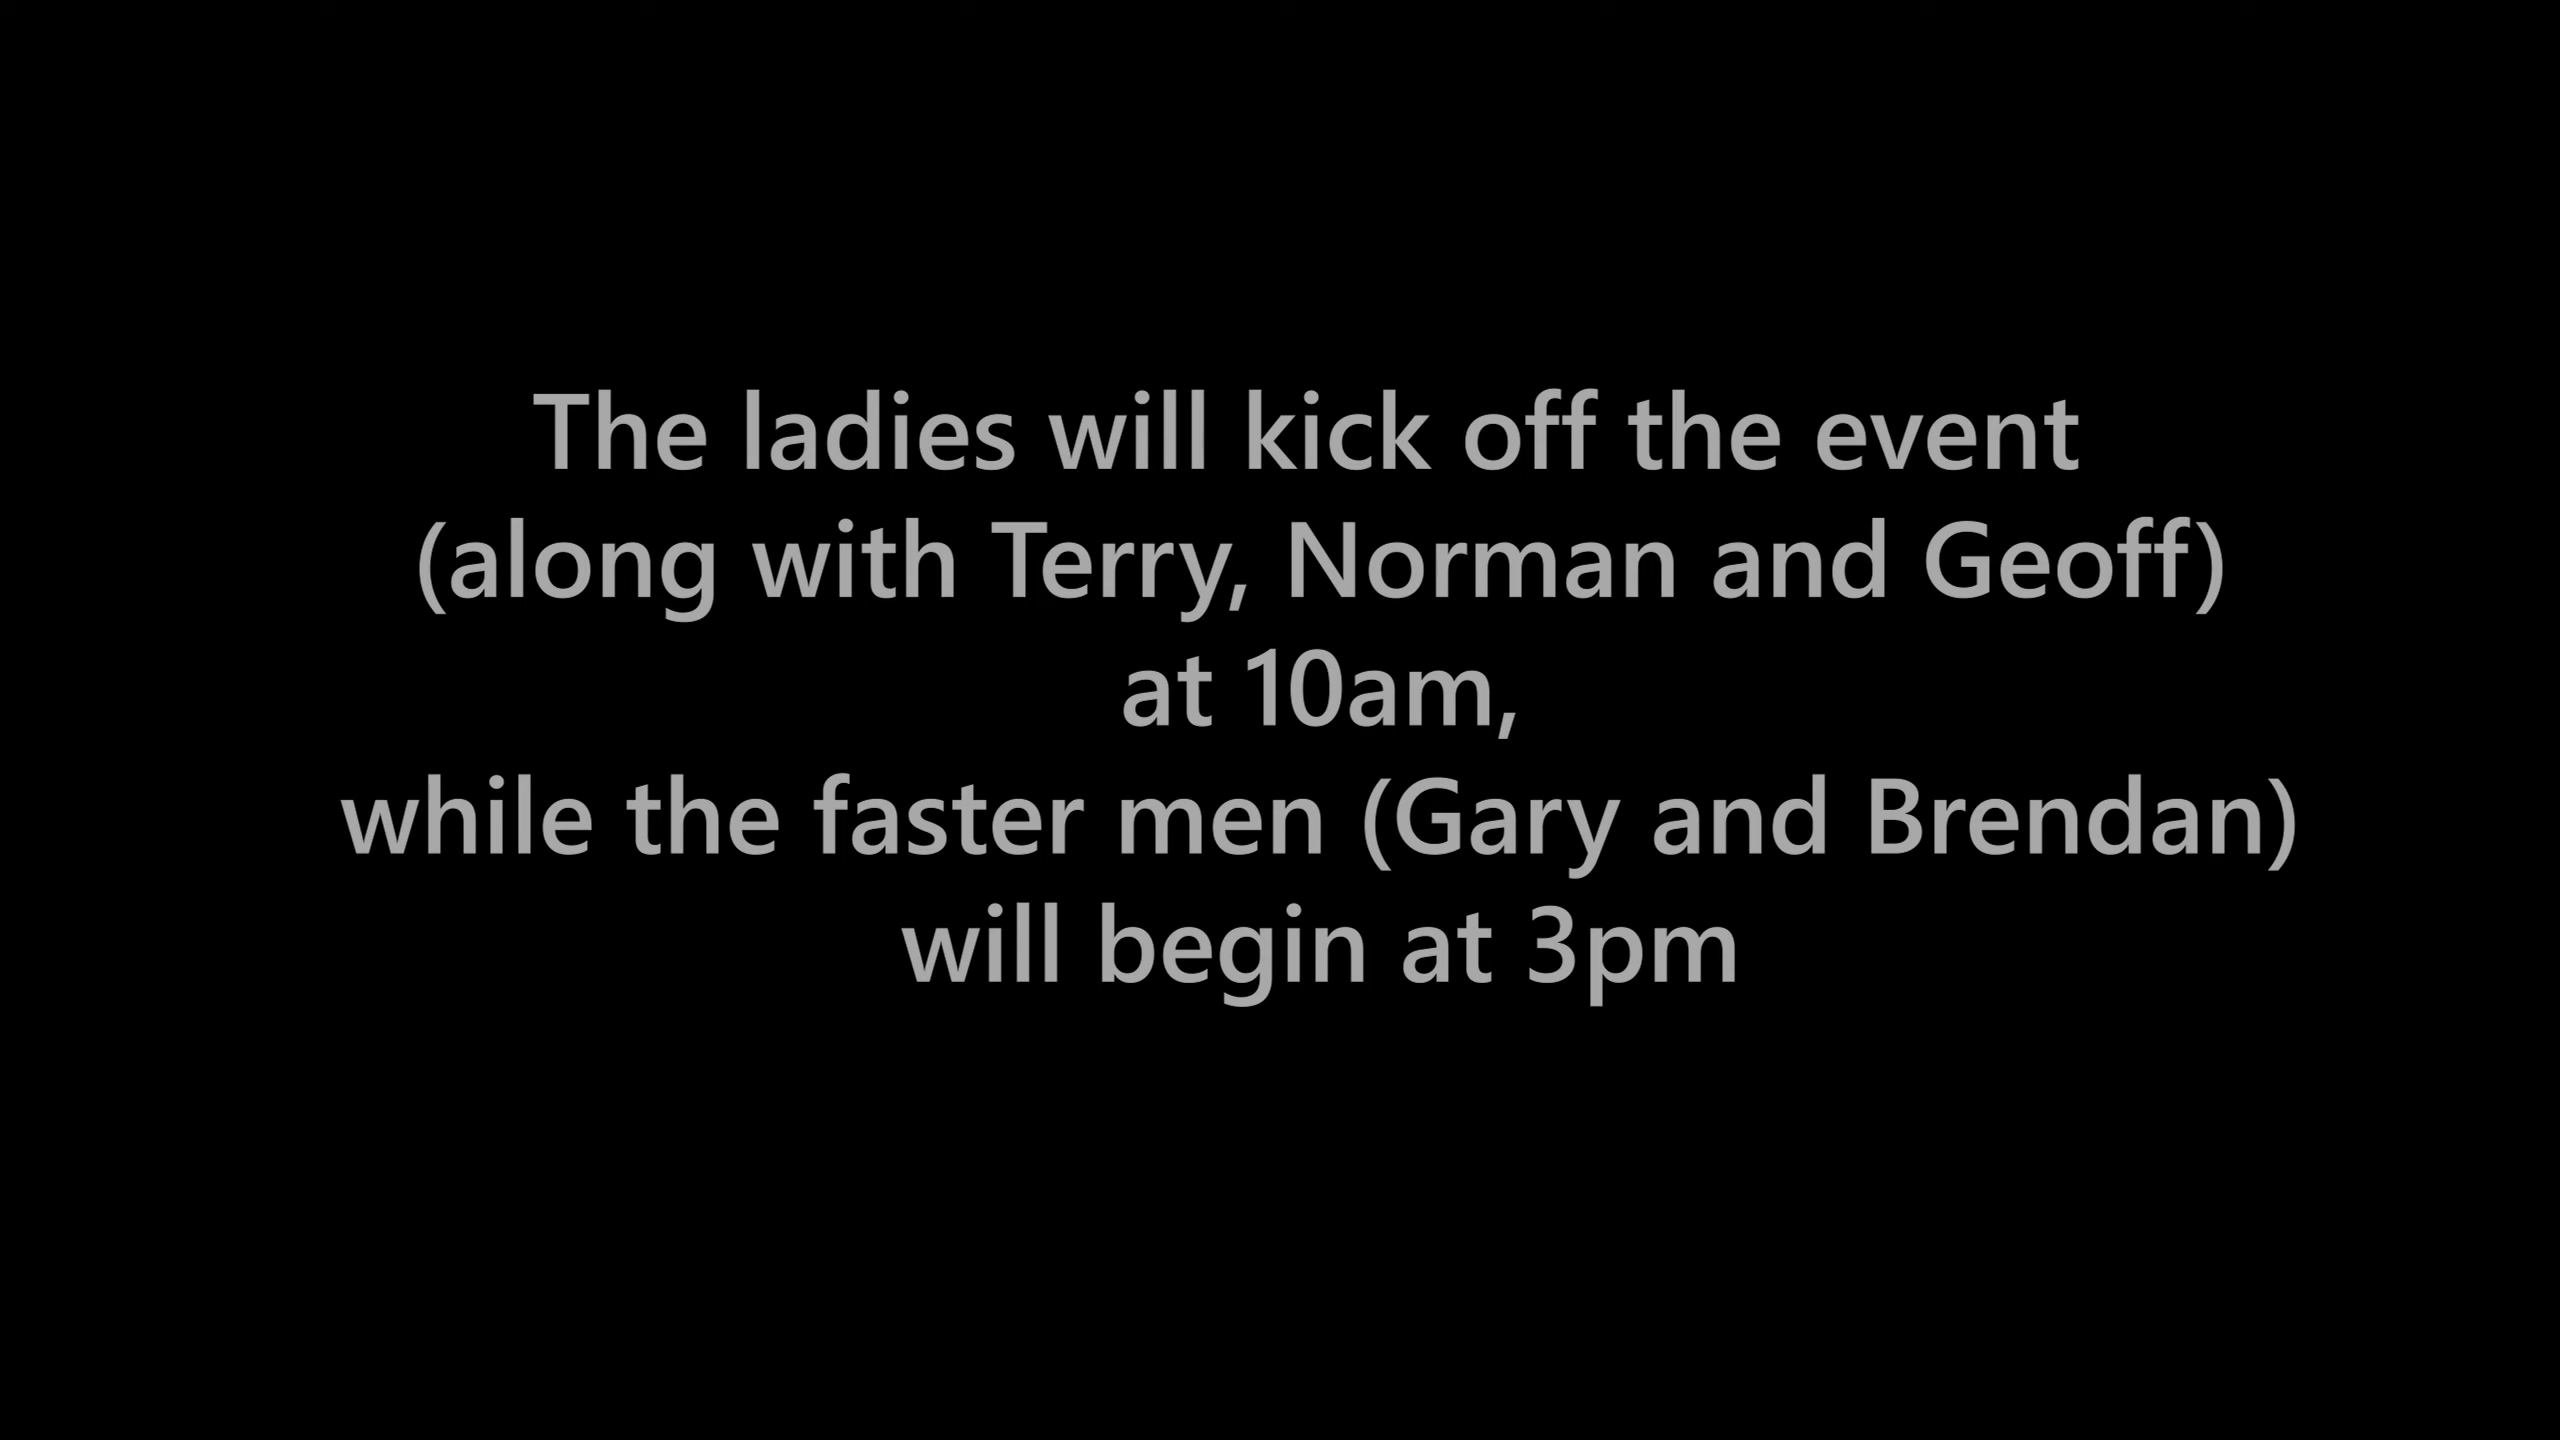 The ladies will kick off the event
(along with Terry, Norman and Geoff)
at 10am,
while the faster men (Gary and Brendan)
will begin at 3pm